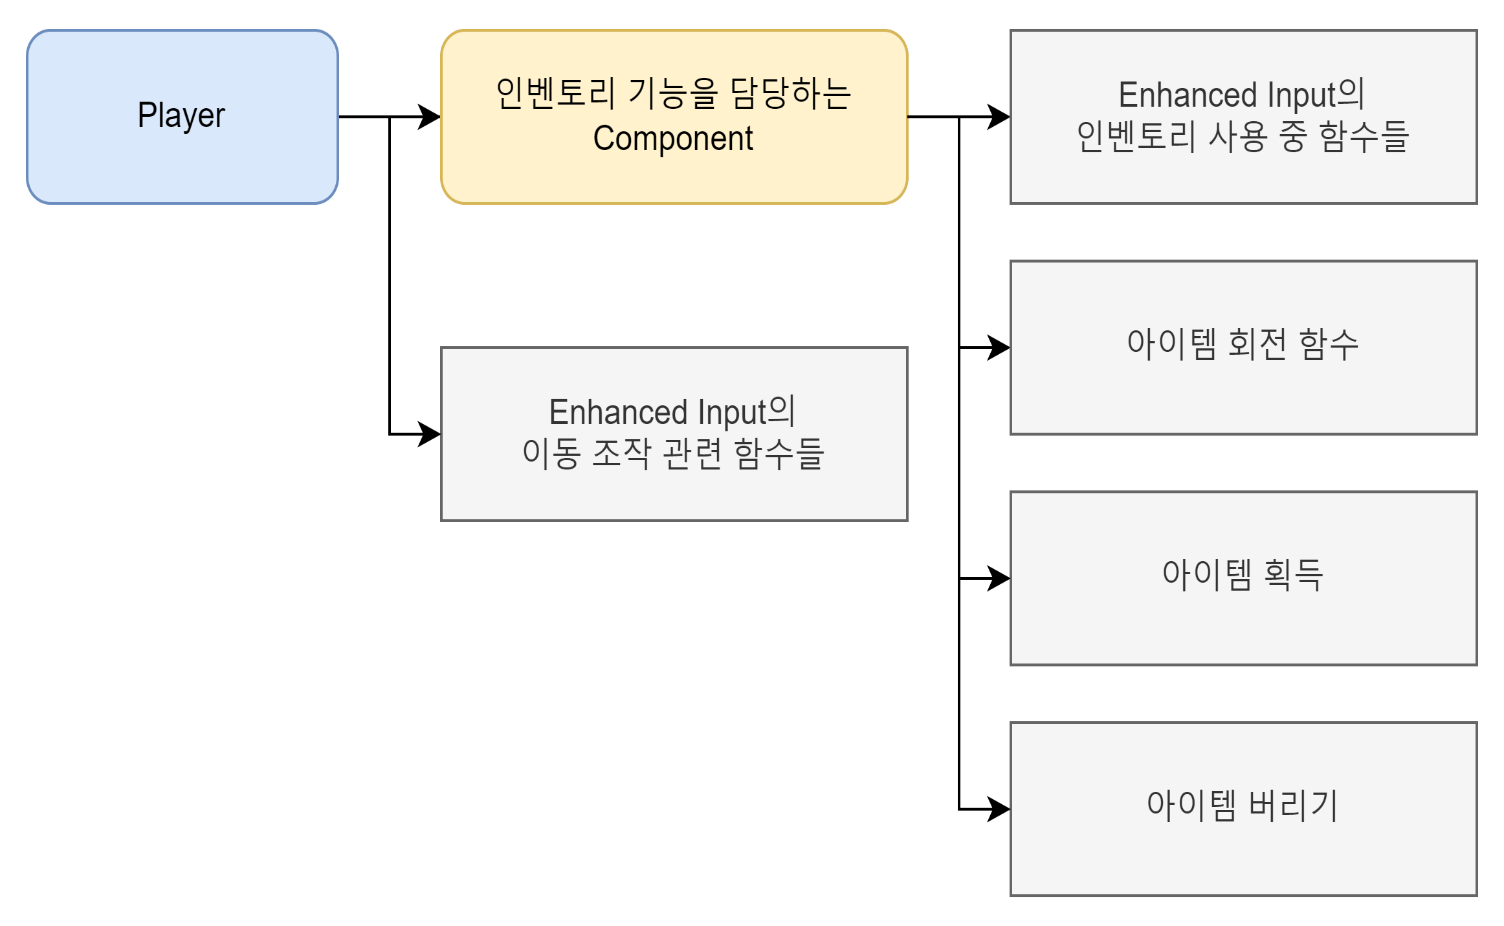 Player
인벤토리 기능을 담당하는
Component
Enhanced Input의
인벤토리 사용 중 함수들
아이템 회전 함수
Enhanced Input의
이동 조작 관련 함수들
아이템 획득
아이템 버리기